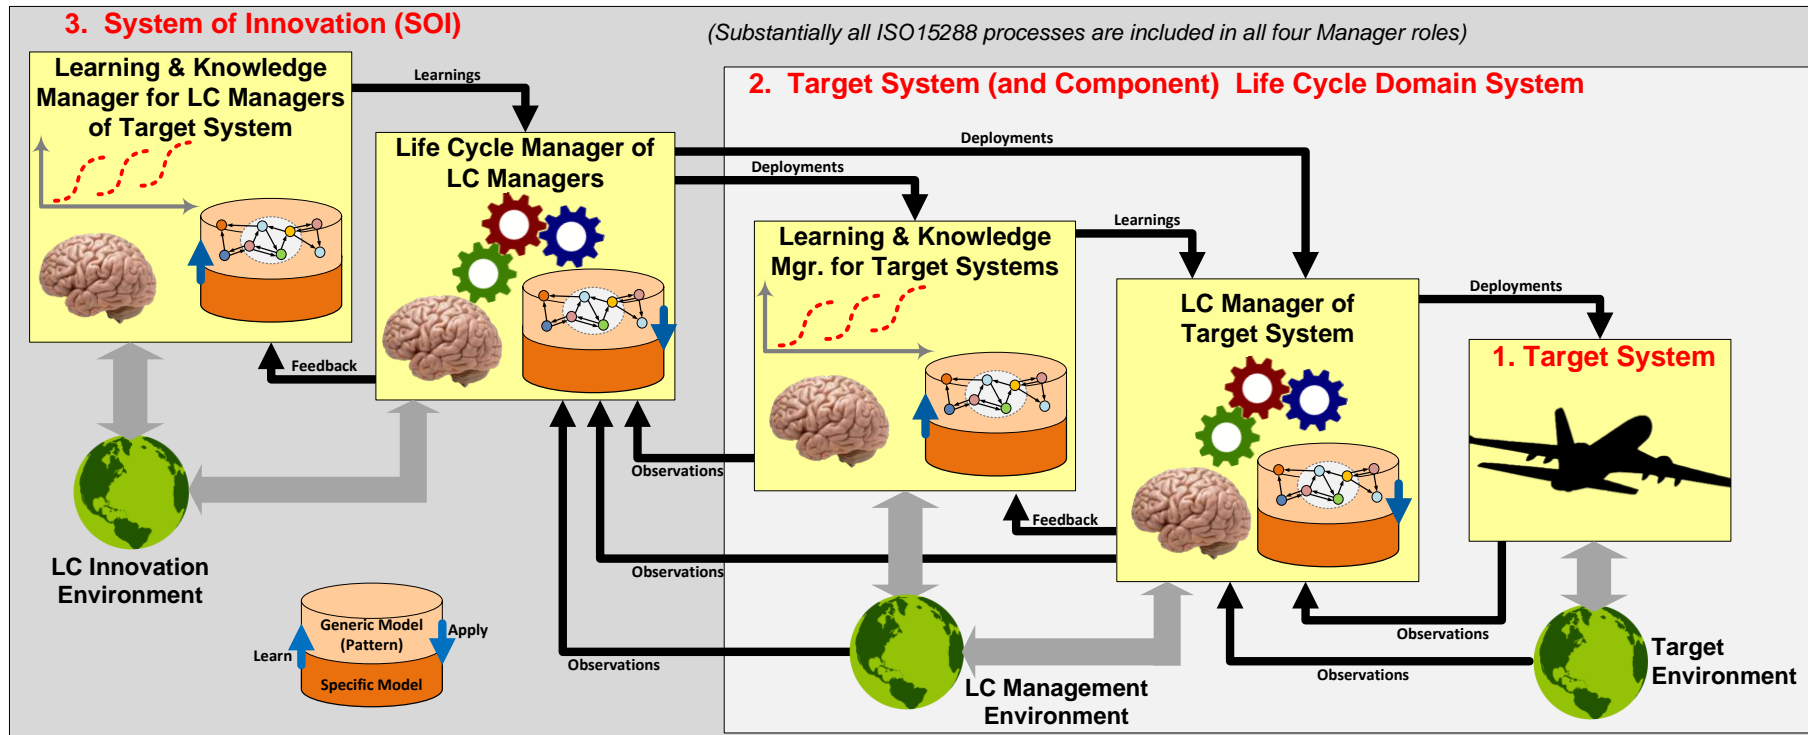 3. System of Innovation (SOI)
(Substantially all ISO15288 processes are included in all four Manager roles)
Learning & Knowledge
Manager for LC Managers
of Target System
Learnings
2. Target System (and Component) Life Cycle Domain System
Life Cycle Manager of
LC Managers
Deployments
Deployments
Learning & Knowledge
Mgr. for Target Systems
Learnings
LC Manager of
Target System
Deployments
1. Target System
Feedback
Observations
Feedback
Observations
LC Innovation
Environment
Generic Model
(Pattern)
Apply
Learn
Specific Model
Observations
LC Management
Environment
Observations
Observations
Target
Environment